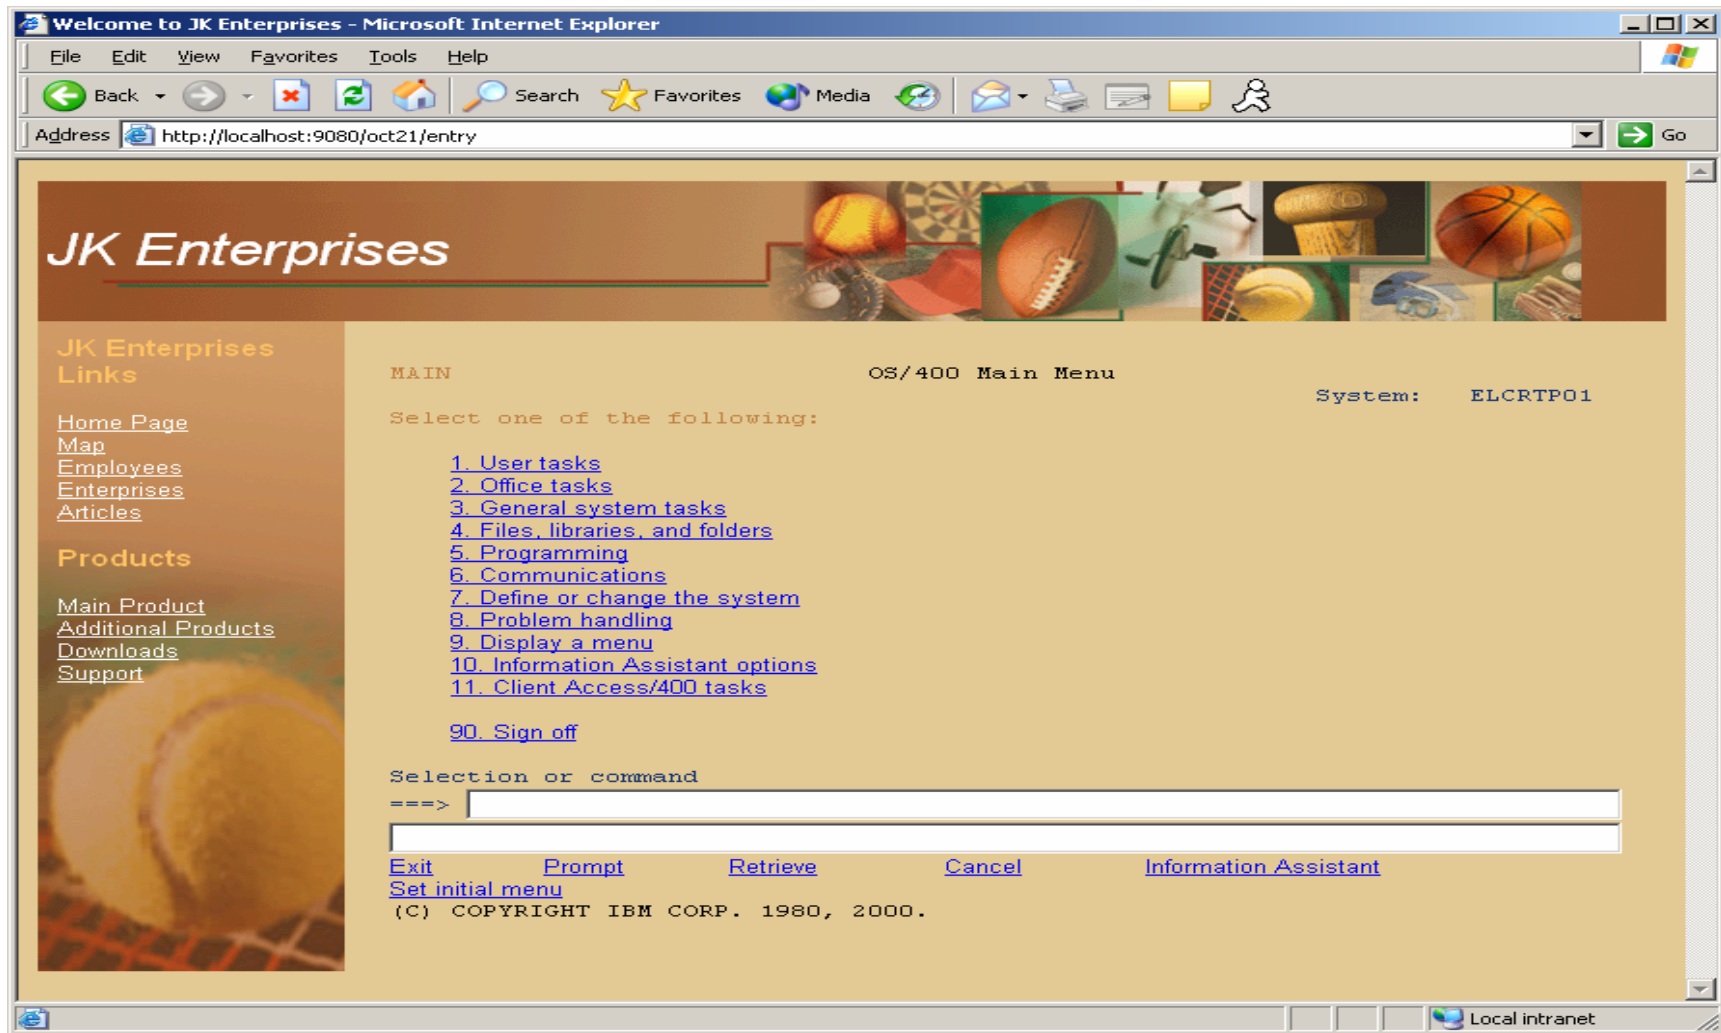 Welcome to JK Enterprises - Microsoft Internet Explorer
File Edit View Favorites Tools Help
Back Search Favorites Media
Address http://localhost:9080/oct21/entry Go
JK Enterprises
JK Enterprises
Links
Home Page
Map
Employees
Enterprises
Articles
Products
Main Product
Additional Products
Downloads
Support
MAIN OS/400 Main Menu
System: ELCRTP01
Select one of the following:
1. User tasks
2. Office tasks
3. General system tasks
4. Files, libraries, and folders
5. Programming
6. Communications
7. Define or change the system
8. Problem handling
9. Display a menu
10. Information Assistant options
11. Client Access/400 tasks
90. Sign off
Selection or command
===>
Exit Prompt Retrieve Cancel Information Assistant
Set initial menu
(C) COPYRIGHT IBM CORP. 1980, 2000.
Local intranet